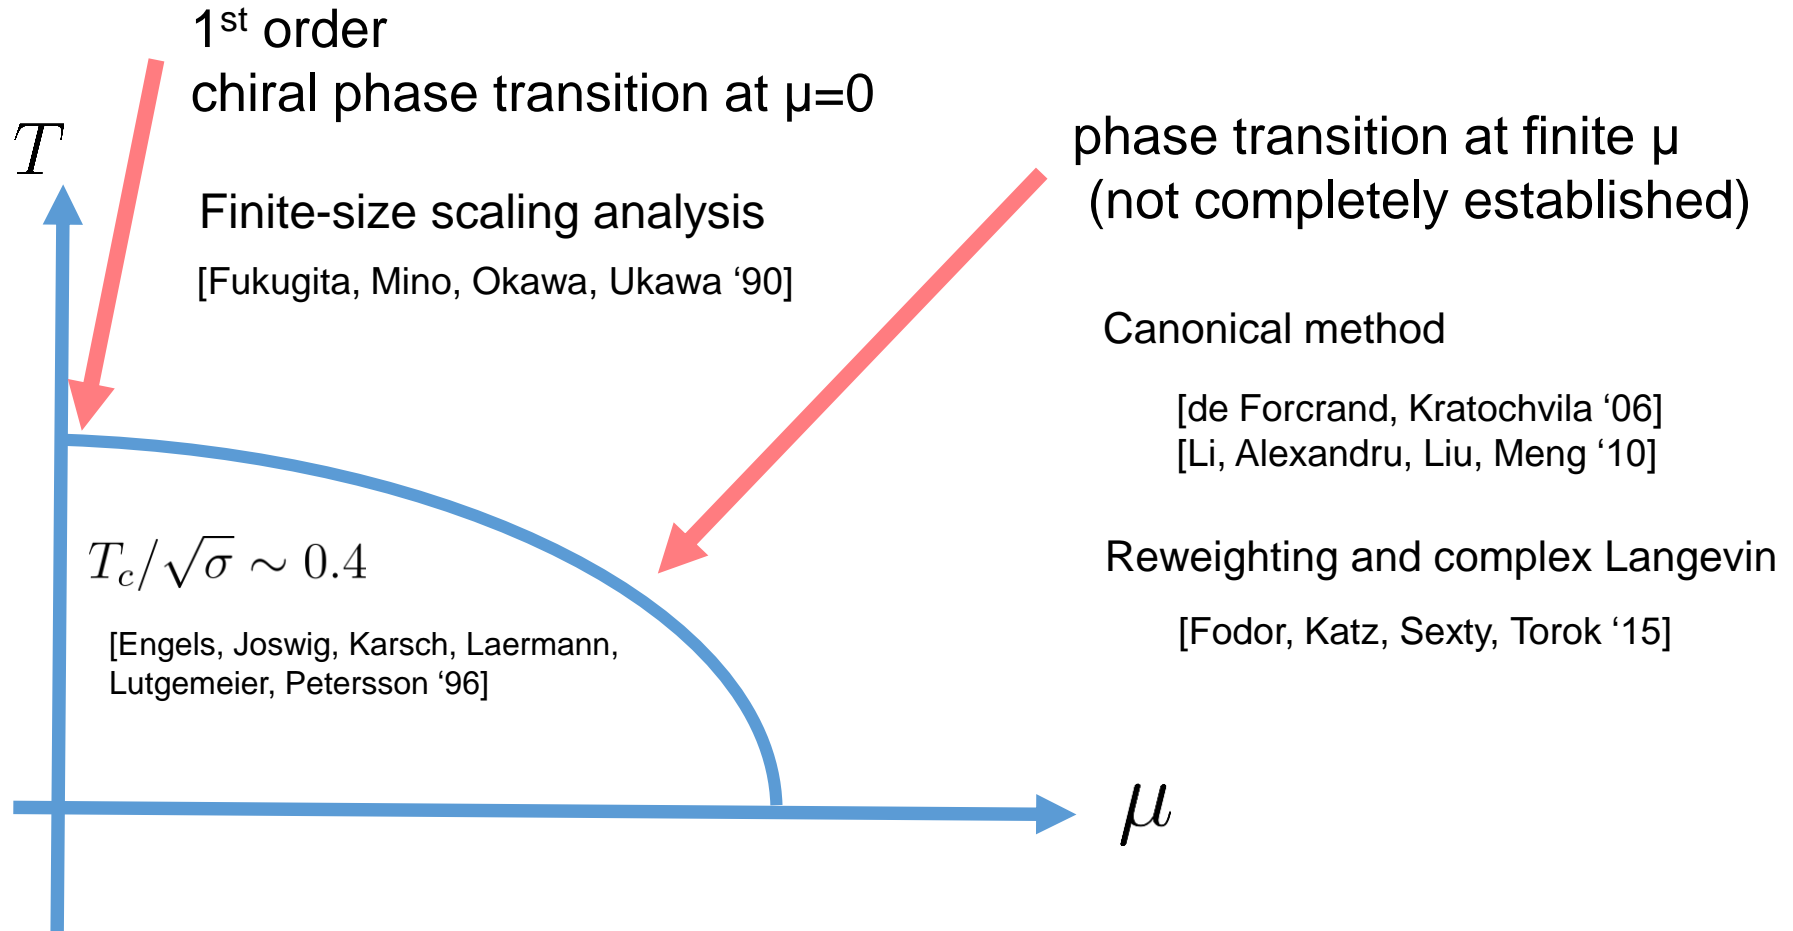 1st order
chiral phase transition at μ=0
T
Finite-size scaling analysis
[Fukugita, Mino, Okawa, Ukawa ‘90]
phase transition at finite μ
(not completely established)
Canonical method
[de Forcrand, Kratochvila ‘06]
[Li, Alexandru, Liu, Meng ‘10]
T_c/√σ ∼ 0.4
[Engels, Joswig, Karsch, Laermann,
Lutgemeier, Petersson ‘96]
Reweighting and complex Langevin
[Fodor, Katz, Sexty, Torok ‘15]
μ